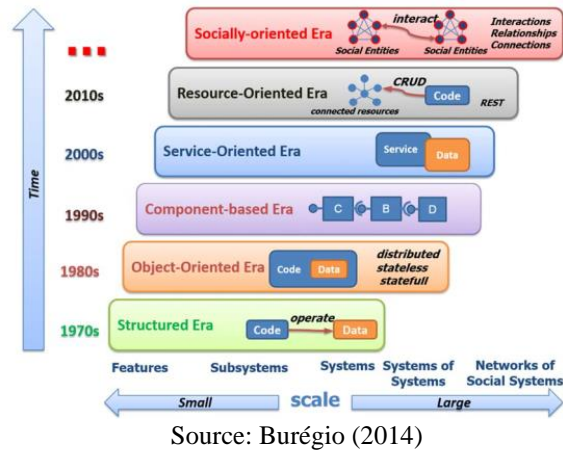 Socially-oriented Era
interact
Social Entities
Social Entities
Interactions
Relationships
Connections
...
2010s
Resource-Oriented Era
connected resources
CRUD
Code
REST
2000s
Service-Oriented Era
Service
Data
Time
1990s
Component-based Era
C
B
D
1980s
Object-Oriented Era
Code
Data
distributed
stateless
statefull
1970s
Structured Era
Code
operate
Data
Features
Subsystems
Systems
Systems of
Systems
Networks of
Social Systems
Small
scale
Large
Source: Burégio (2014)